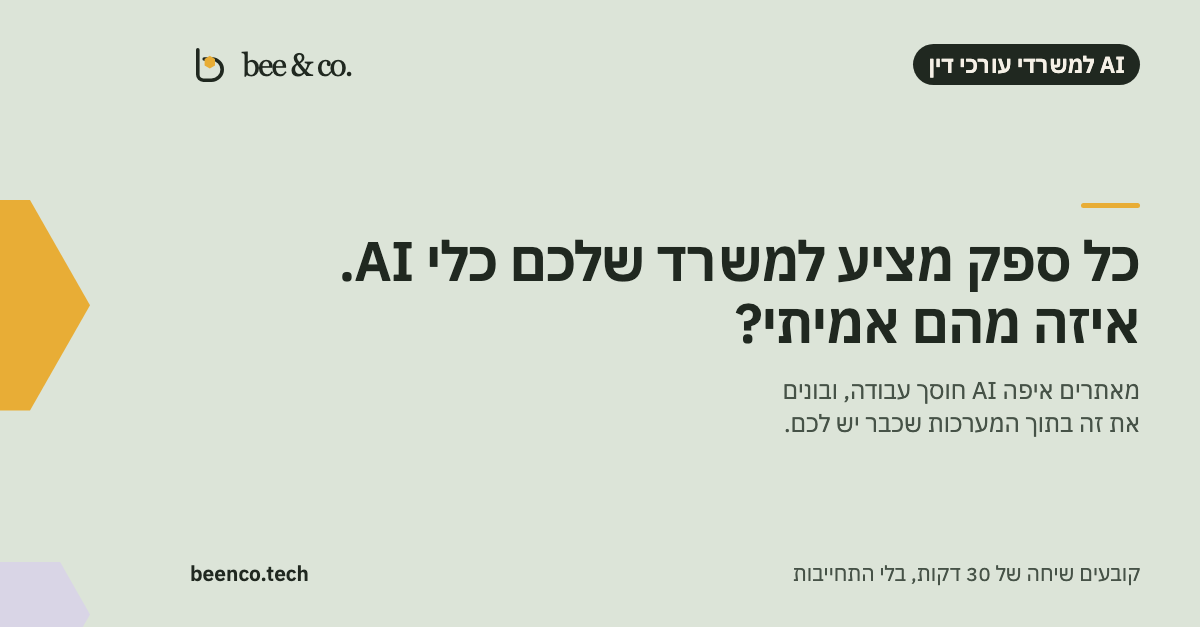 AI למשרדי עורכי דין
bee & co.
כל ספק מציע למשרד שלכם כלי AI.
איזה מהם אמיתי?
מאתרים איפה AI חוסך עבודה, ובונים
את זה בתוך המערכות שכבר יש לכם.
קובעים שיחה של 30 דקות, בלי התחייבות
beenco.tech